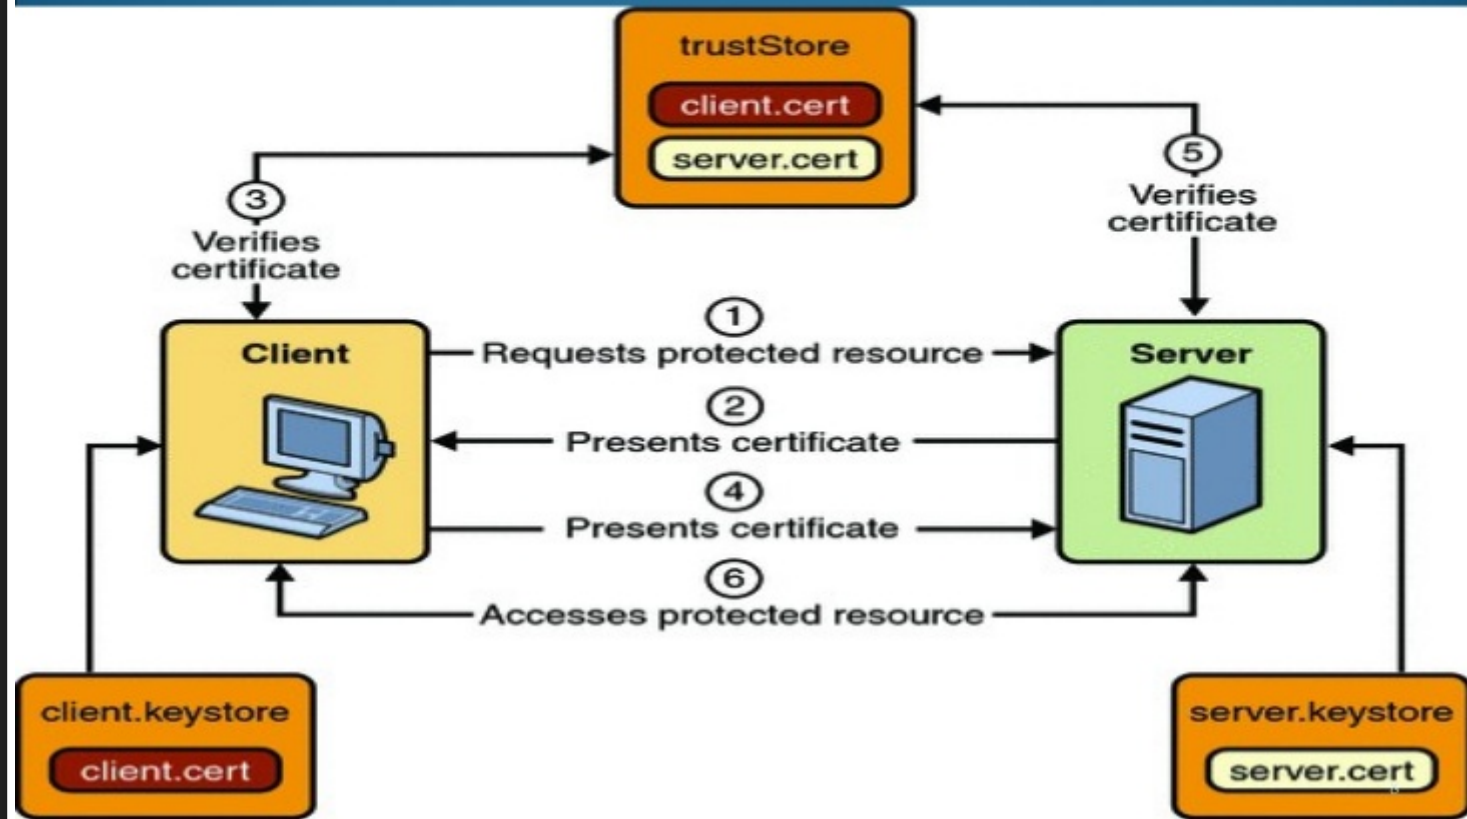 trustStore
client.cert
server.cert
3
Verifies
certificate
5
Verifies
certificate
Client
1
Requests protected resource
2
Presents certificate
4
Presents certificate
6
Accesses protected resource
Server
client.keystore
client.cert
server.keystore
server.cert